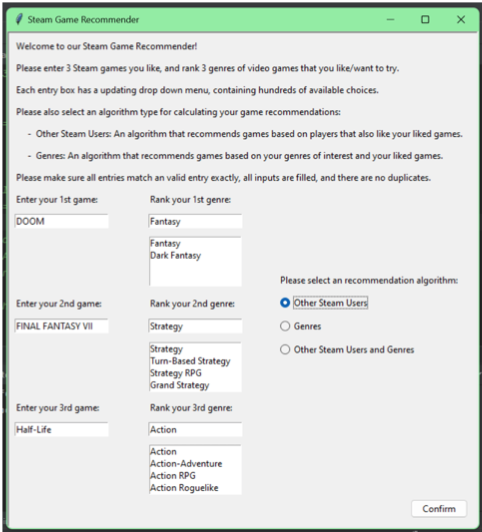 Steam Game Recommender
Welcome to our Steam Game Recommender!
Please enter 3 Steam games you like, and rank 3 genres of video games that you like/want to try.
Each entry box has a updating drop down menu, containing hundreds of available choices.
Please also select an algorithm type for calculating your game recommendations:
- Other Steam Users: An algorithm that recommends games based on players that also like your liked games.
- Genres: An algorithm that recommends games based on your genres of interest and your liked games.
Please make sure all entries match an valid entry exactly, all inputs are filled, and there are no duplicates.
Enter your 1st game:
DOOM
Rank your 1st genre:
Fantasy
Fantasy
Dark Fantasy
Enter your 2nd game:
FINAL FANTASY VII
Rank your 2nd genre:
Strategy
Strategy
Turn-Based Strategy
Strategy RPG
Grand Strategy
Enter your 3rd game:
Half-Life
Rank your 3rd genre:
Action
Action
Action-Adventure
Action RPG
Action Roguelike
Please select an recommendation algorithm:
Other Steam Users
Genres
Other Steam Users and Genres
Confirm